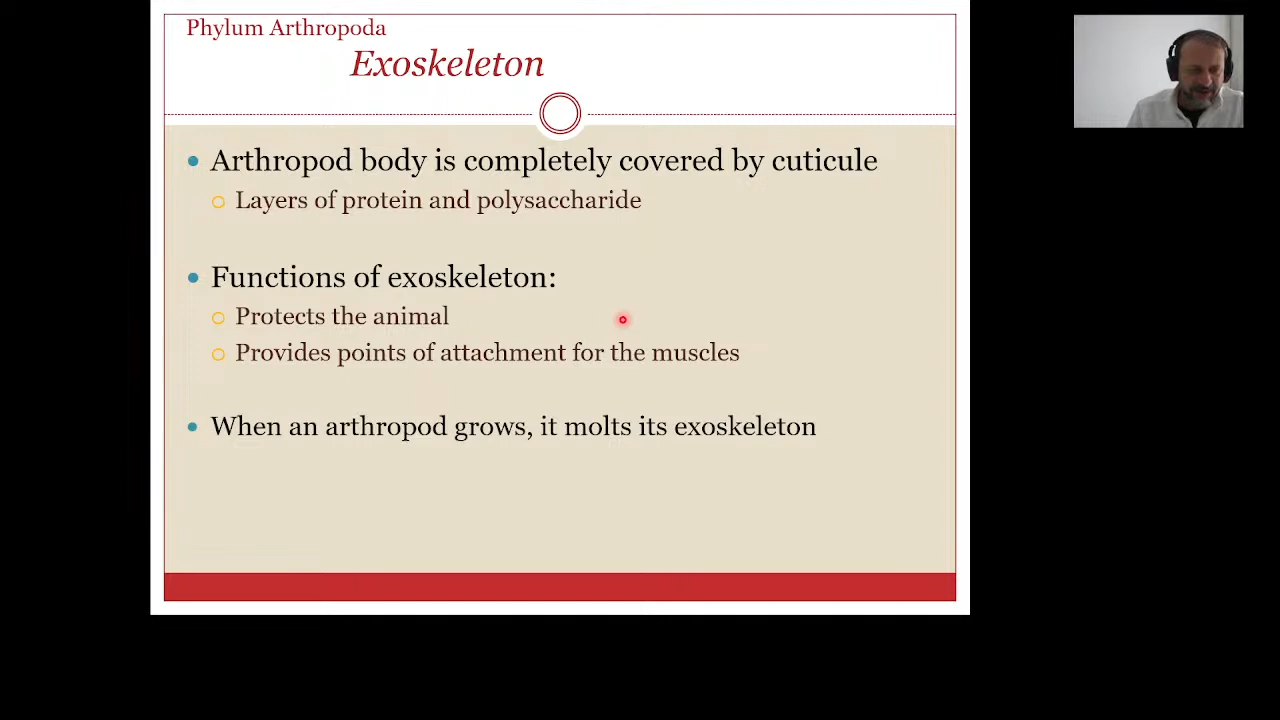 Phylum Arthropoda
Exoskeleton
Arthropod body is completely covered by cuticule
Layers of protein and polysaccharide
Functions of exoskeleton:
Protects the animal
Provides points of attachment for the muscles
When an arthropod grows, it molts its exoskeleton